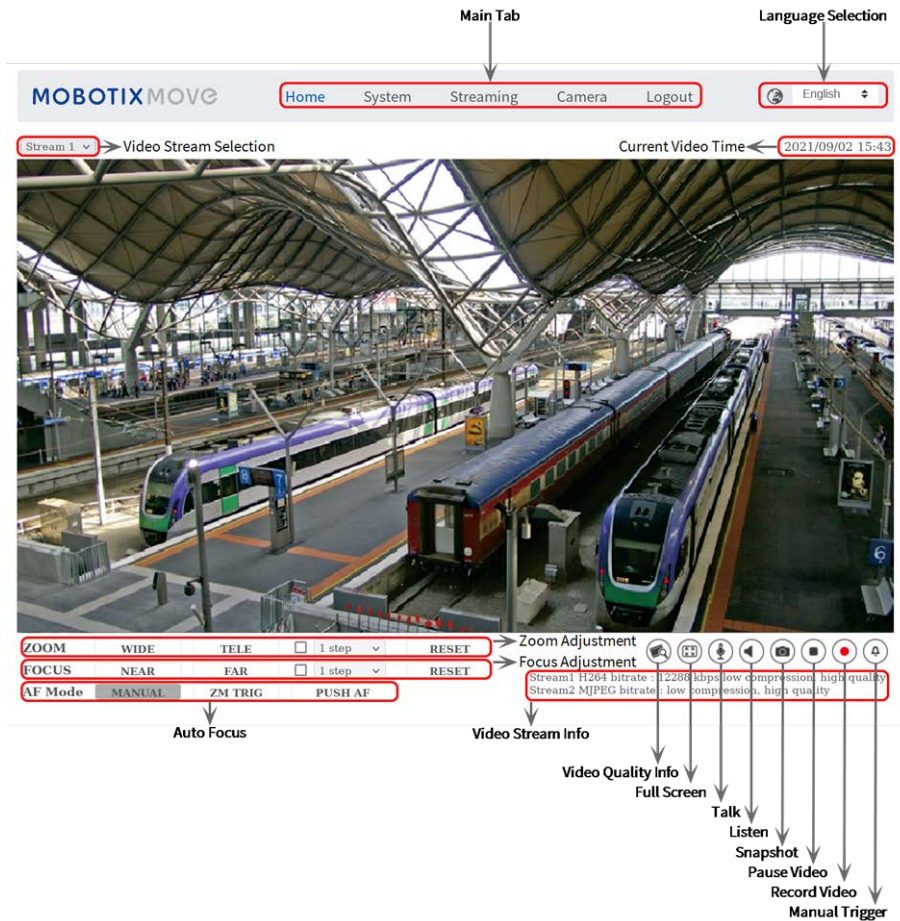 Main Tab
Language Selection
MOBOTIX MOVE
Home System Streaming Camera Logout
English
Stream 1
Video Stream Selection
Current Video Time
2021/09/02 15:43
8
7
6
ZOOM WIDE TELE 1 step RESET
Zoom Adjustment
FOCUS NEAR FAR 1 step RESET
Focus Adjustment
AF Mode MANUAL ZM TRIG PUSH AF
Stream1 H264 bitrate : 12288 kbps low compression, high quality
Stream2 MJPEG bitrate : low compression, high quality
Auto Focus
Video Stream Info
Video Quality Info
Full Screen
Talk
Listen
Snapshot
Pause Video
Record Video
Manual Trigger